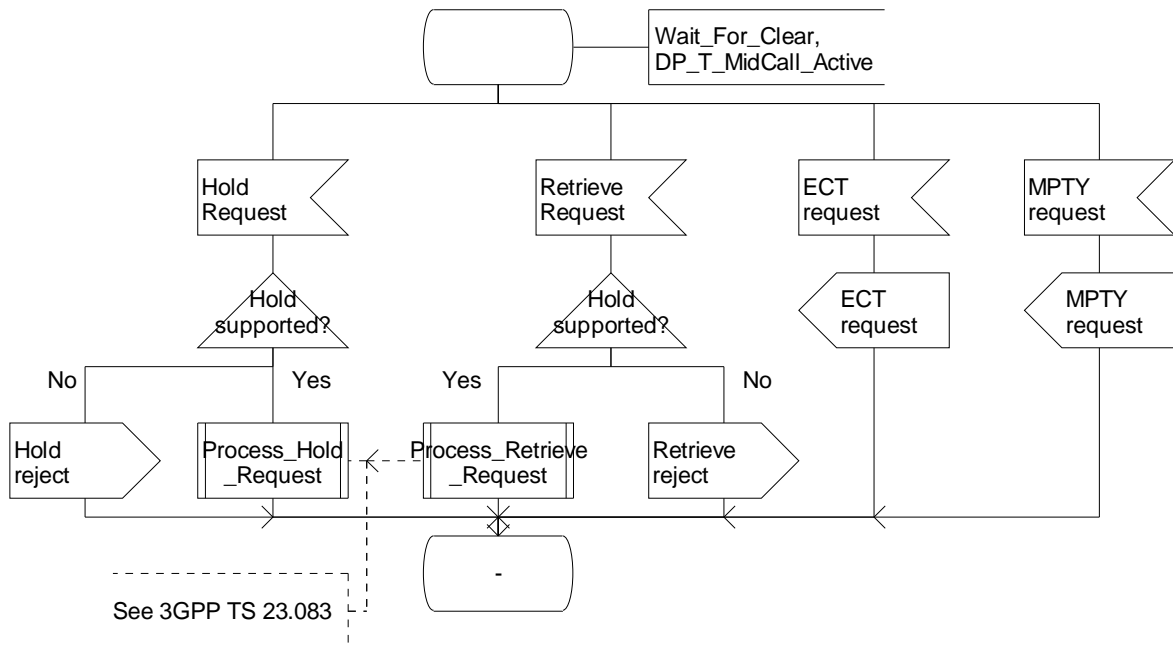 Wait_For_Clear,
DP_T_MidCall_Active
Hold
Request
Retrieve
Request
ECT
request
MPTY
request
Hold
supported?
Hold
supported?
ECT
request
MPTY
request
No
Yes
Yes
No
Hold
reject
Process_Hold
_Request
Process_Retrieve
_Request
Retrieve
reject
-
See 3GPP TS 23.083